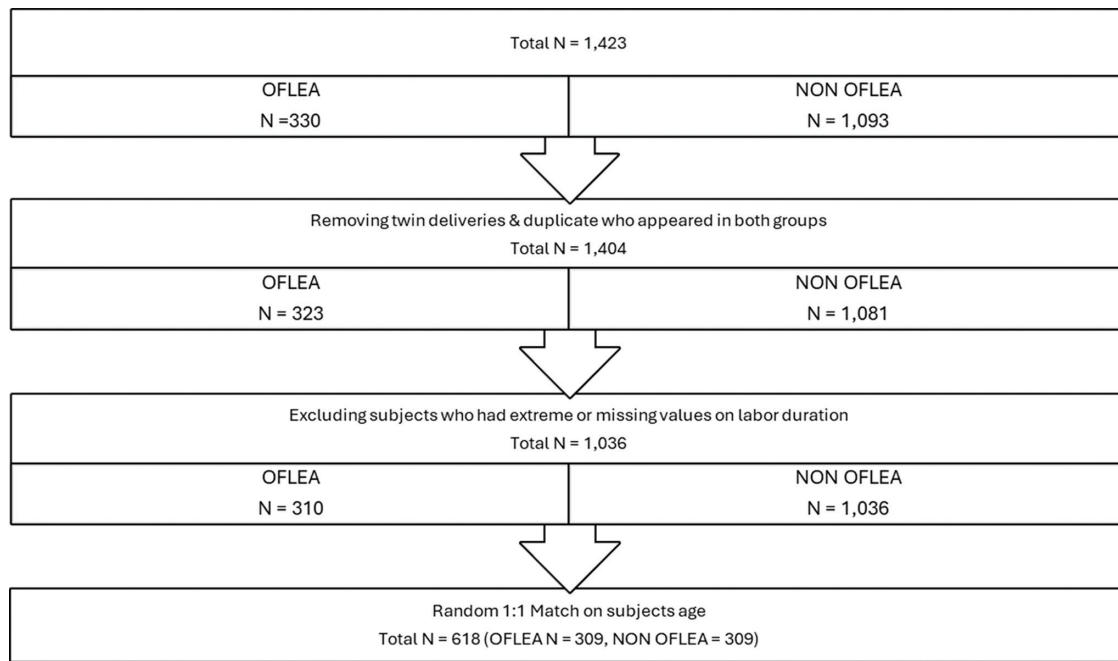 Total N = 1,423
OFLEA
N =330
NON OFLEA
N = 1,093
Removing twin deliveries & duplicate who appeared in both groups
Total N = 1,404
OFLEA
N = 323
NON OFLEA
N = 1,081
Excluding subjects who had extreme or missing values on labor duration
Total N = 1,036
OFLEA
N = 310
NON OFLEA
N = 1,036
Random 1:1 Match on subjects age
Total N = 618 (OFLEA N = 309, NON OFLEA = 309)